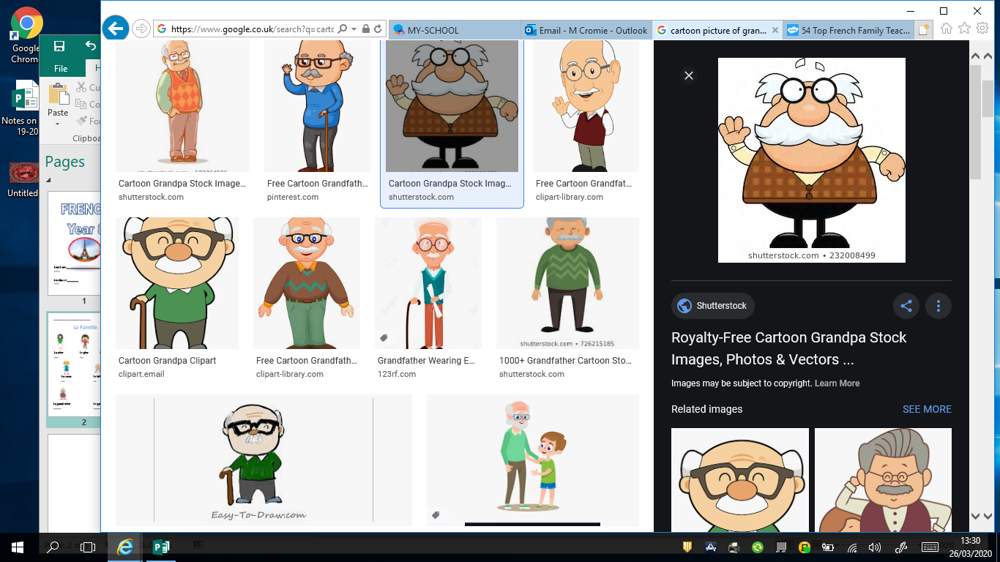 Google
Chrom
Notes on
19-20
Untitled
File
H
Cu
Co
For
Paste
Clipboa
Pages
FRENC
Year 8
1
La Famille
2
https://www.google.co.uk/search?q=carto
MY-SCHOOL
Email - M Cromie - Outlook
cartoon picture of gran...
54 Top French Family Teac...
Cartoon Grandpa Stock Image...
shutterstock.com
Free Cartoon Grandfath...
pinterest.com
Cartoon Grandpa Stock Imag...
shutterstock.com
Free Cartoon Grandfat...
clipart-library.com
shutterstock.com • 726215185
Cartoon Grandpa Clipart
clipart.email
Free Cartoon Grandfath...
clipart-library.com
Grandfather Wearing E...
123rf.com
1000+ Grandfather Cartoon Sto...
shutterstock.com
Easy-To-Draw.com
shutterstock.com • 232008499
Shutterstock
Royalty-Free Cartoon Grandpa Stock
Images, Photos & Vectors ...
Images may be subject to copyright. Learn More
Related images
SEE MORE
13:30
26/03/2020